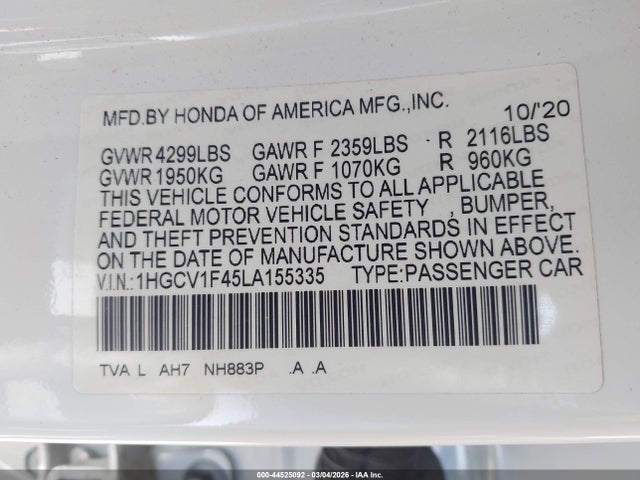 MFD.BY HONDA OF AMERICA MFG.,INC. 10/'20
GVWR 4299LBS GAWR F 2359LBS R 2116LBS
GVWR 1950KG GAWR F 1070KG R 960KG
THIS VEHICLE CONFORMS TO ALL APPLICABLE
FEDERAL MOTOR VEHICLE SAFETY , BUMPER,
AND THEFT PREVENTION STANDARDS IN EFFECT
ON THE DATE OF MANUFACTURE SHOWN ABOVE.
V.I.N.:1HGCV1F45LA155335 TYPE:PASSENGER CAR
TVA L AH7 NH883P .A .A
000-44525092 - 03/04/2026 - IAA Inc.